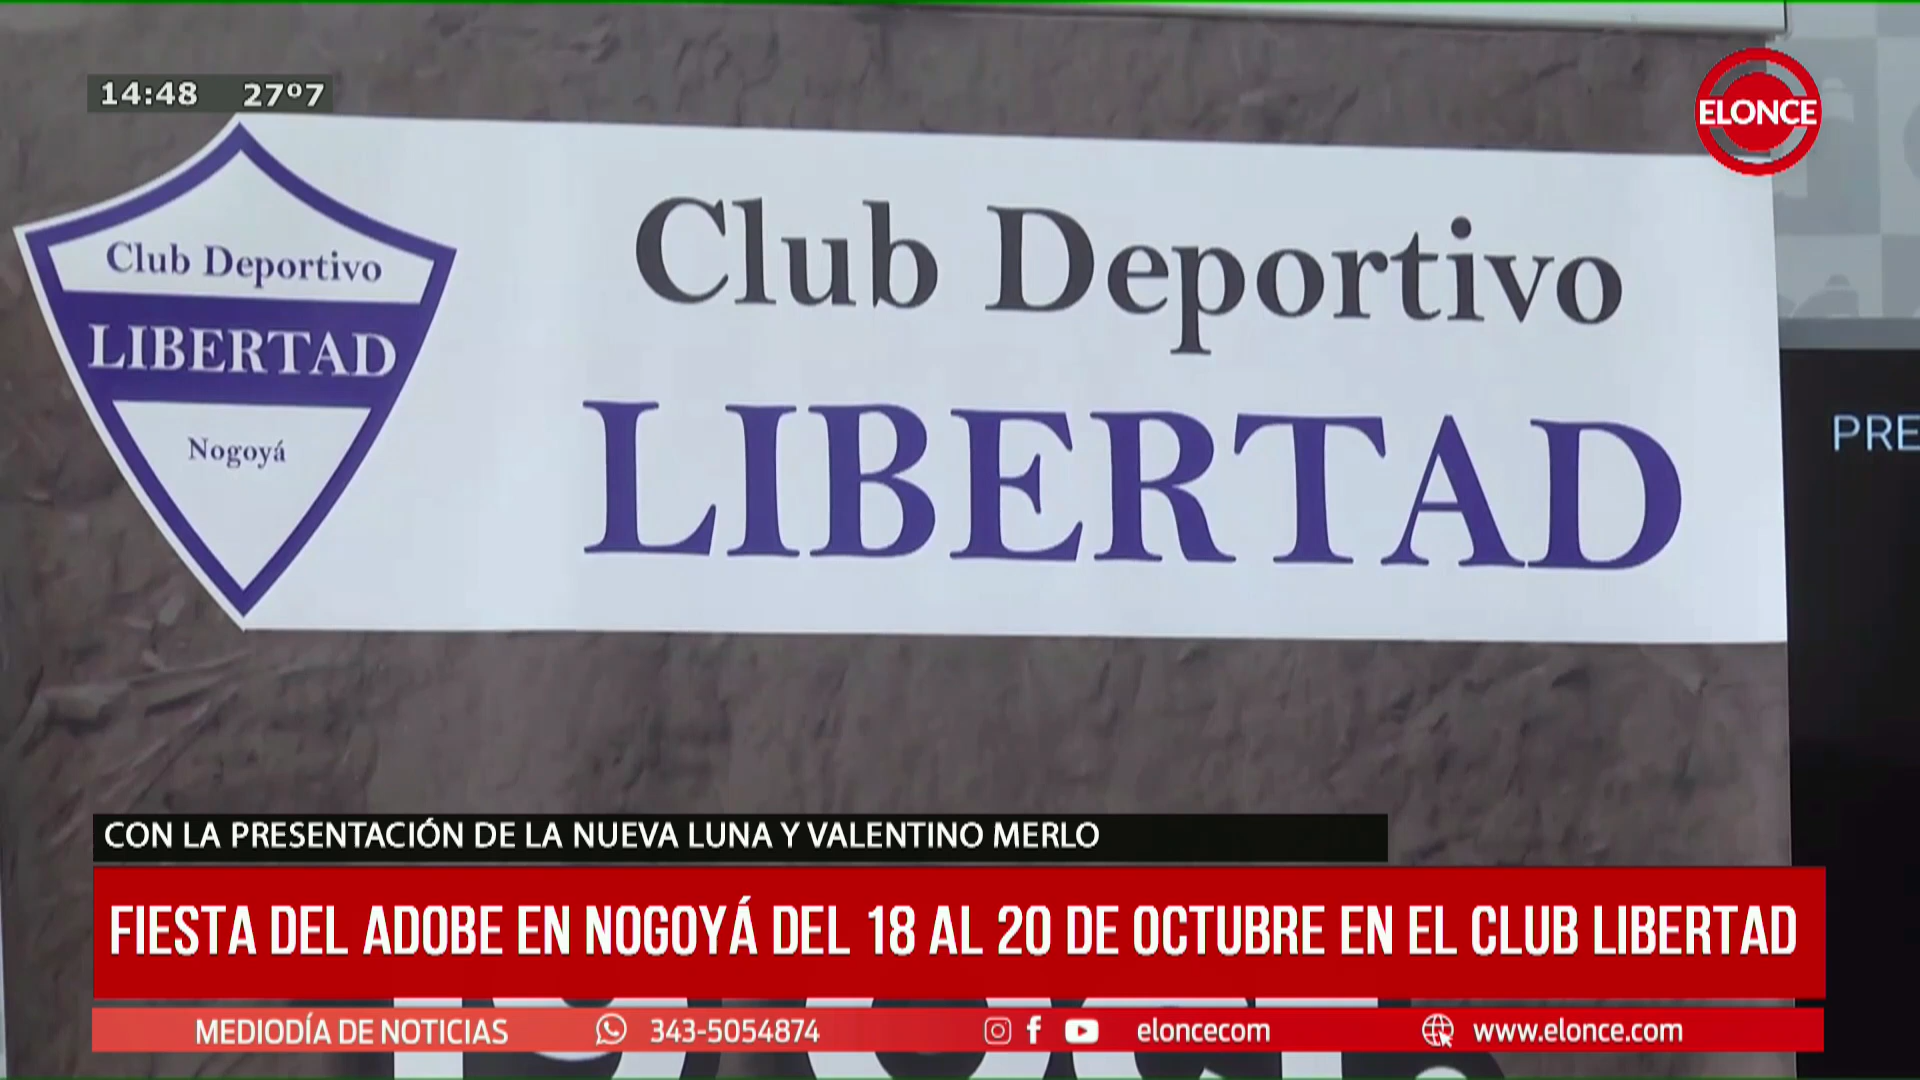 14:48 27º7
ELONCE
Club Deportivo
LIBERTAD
Nogoyá
Club Deportivo
LIBERTAD
PRE
CON LA PRESENTACIÓN DE LA NUEVA LUNA Y VALENTINO MERLO
FIESTA DEL ADOBE EN NOGOYÁ DEL 18 AL 20 DE OCTUBRE EN EL CLUB LIBERTAD
MEDIODÍA DE NOTICIAS 343-5054874 eloncecom www.elonce.com